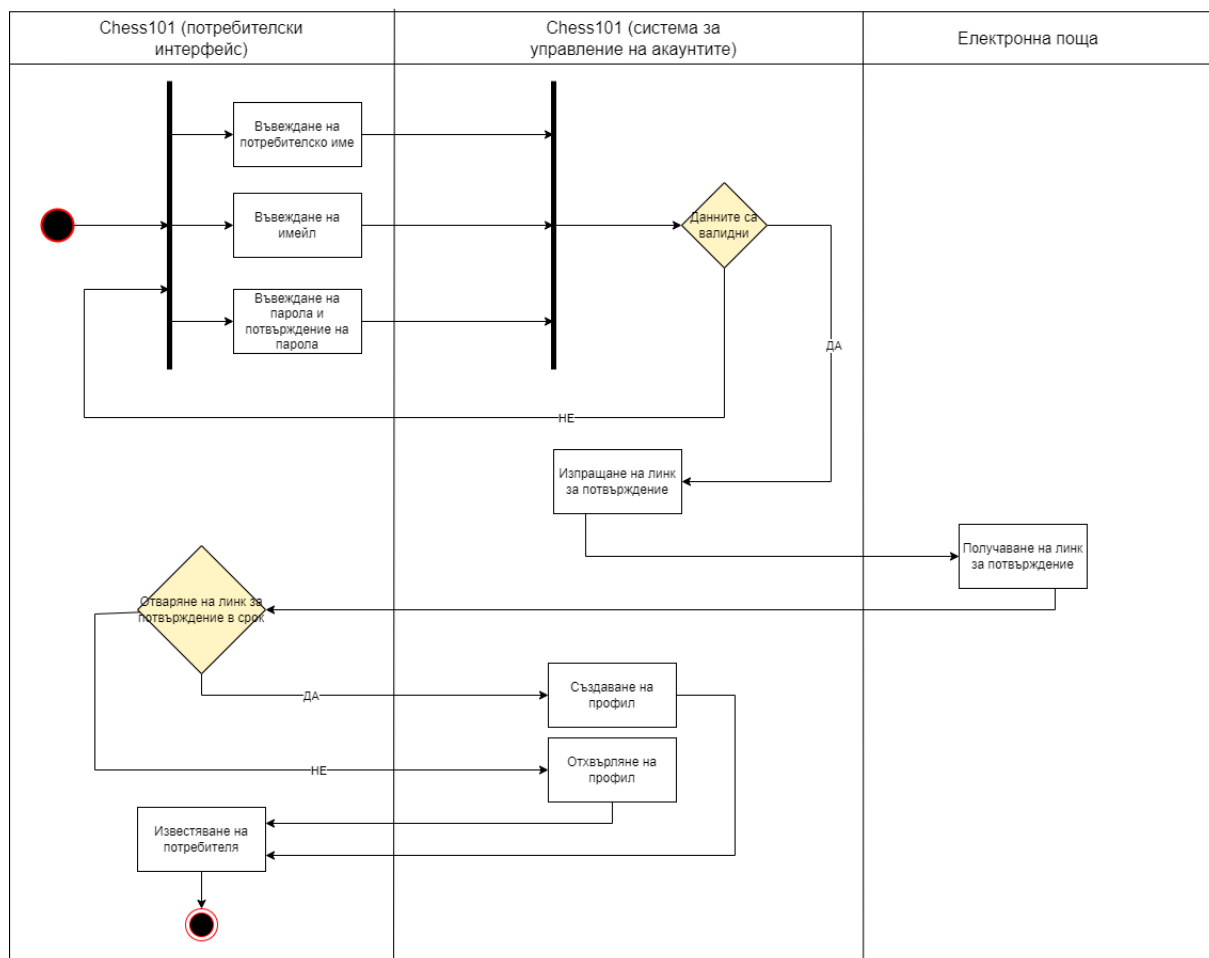 Chess101 (потребителски
интерфейс)
Chess101 (система за
управление на акаунтите)
Електронна поща
Въвеждане на
потребителско име
Въвеждане на
имейл
Данните са
валидни
Въвеждане на
парола и
потвърждение на
парола
ДА
НЕ
Изпращане на линк
за потвърждение
Получаване на линк
за потвърждение
Отваряне на линк за
потвърждение в срок
ДА
Създаване на
профил
НЕ
Отхвърляне на
профил
Известяване на
потребителя